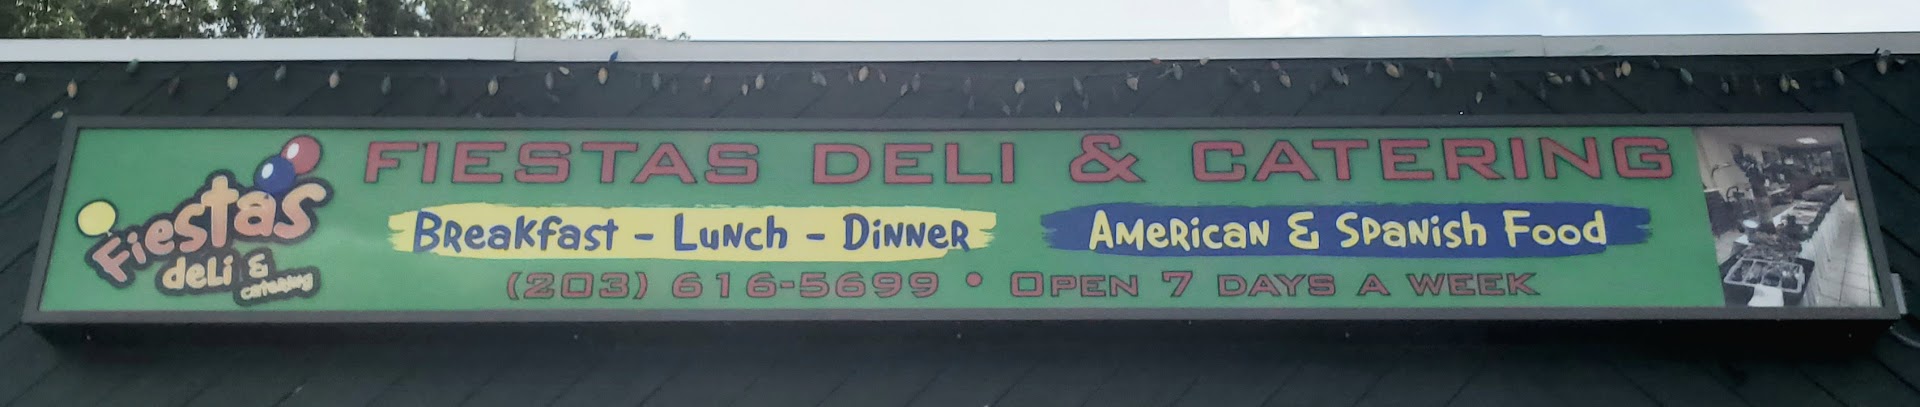 Fiestas
deli &
catering
FIESTAS DELI & CATERING
Breakfast - Lunch - Dinner
American & Spanish Food
(203) 616-5699 • OPEN 7 DAYS A WEEK